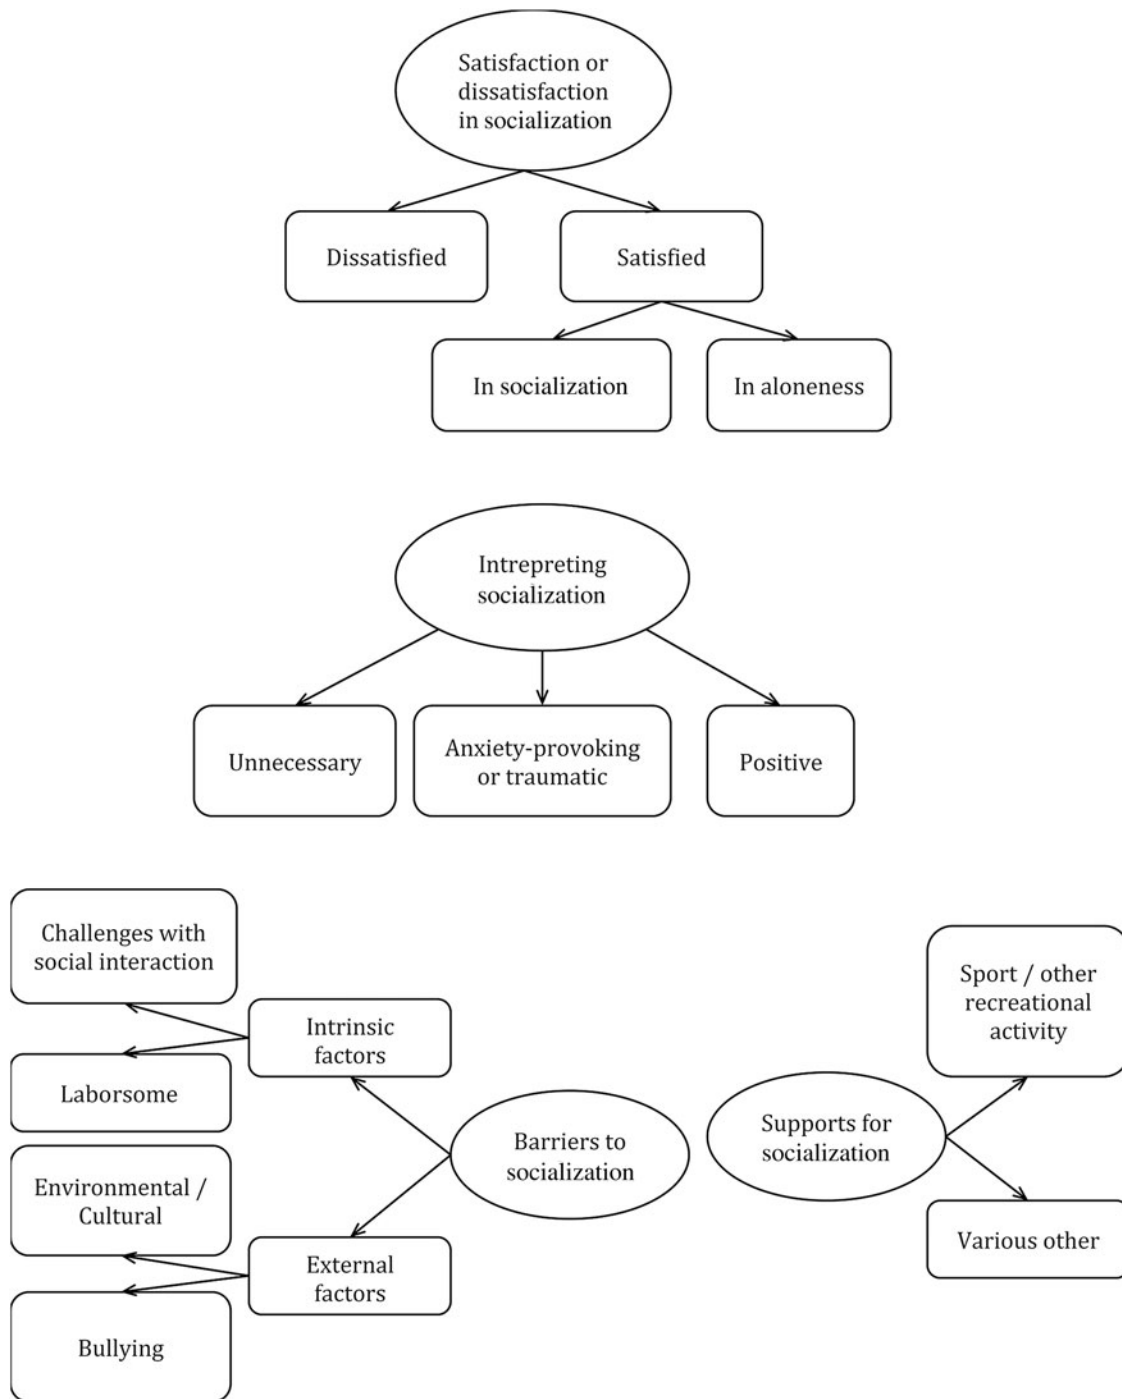 Satisfaction or
dissatisfaction
in socialization
Dissatisfied
Satisfied
In socialization
In aloneness
Intrepreting
socialization
Unnecessary
Anxiety-provoking
or traumatic
Positive
Challenges with
social interaction
Intrinsic
factors
Laborsome
Environmental /
Cultural
External
factors
Bullying
Barriers to
socialization
Sport / other
recreational
activity
Supports for
socialization
Various other